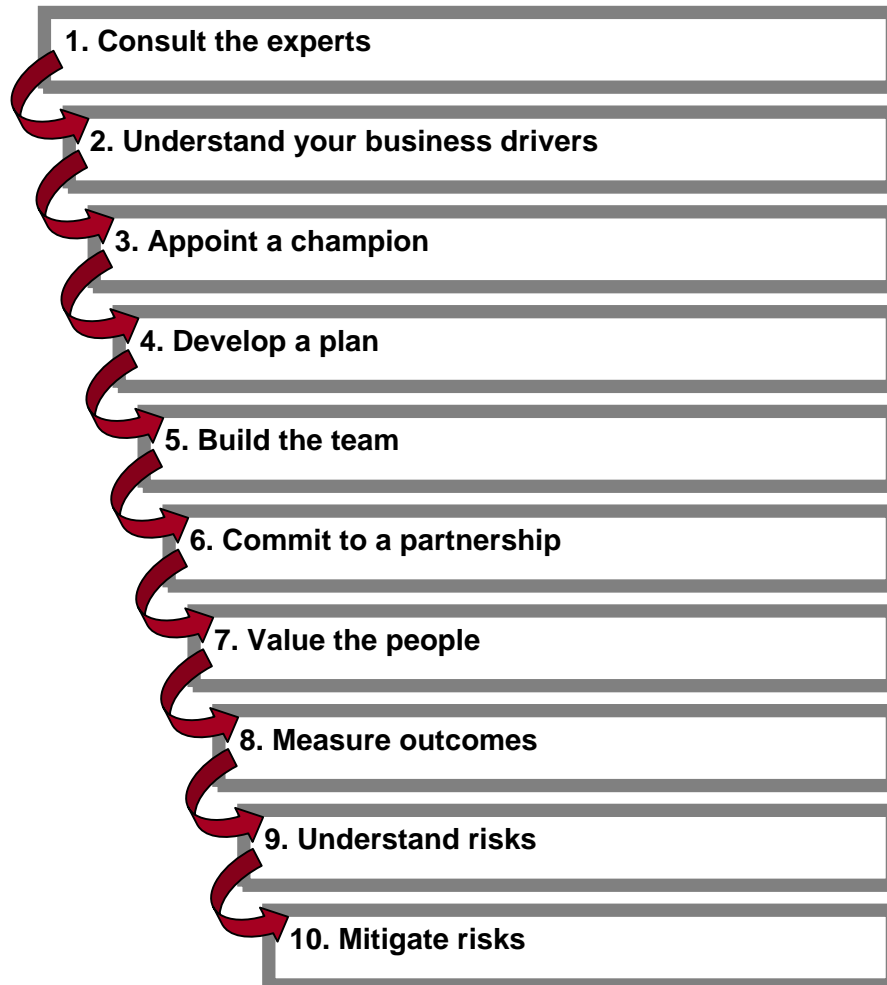 1. Consult the experts
2. Understand your business drivers
3. Appoint a champion
4. Develop a plan
5. Build the team
6. Commit to a partnership
7. Value the people
8. Measure outcomes
9. Understand risks
10. Mitigate risks